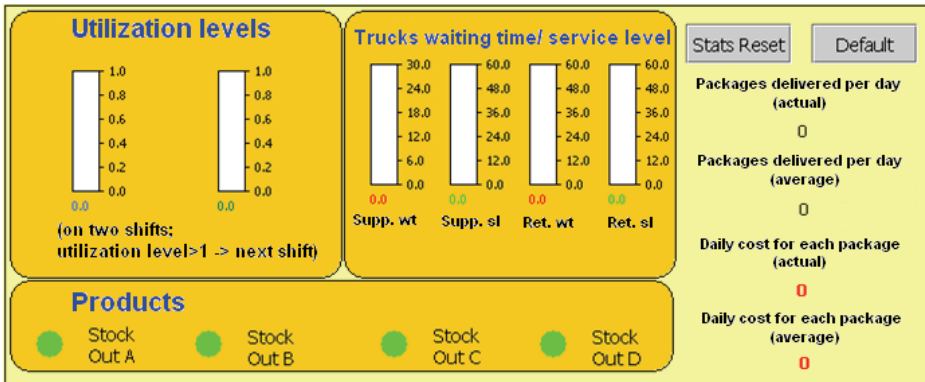 Utilization levels
1.0
0.8
0.6
0.4
0.2
0.0
0.0
1.0
0.8
0.6
0.4
0.2
0.0
0.0
(on two shifts;
utilization level>1 -> next shift)
Trucks waiting time/ service level
30.0
24.0
18.0
12.0
6.0
0.0
0.0
Supp. wt
60.0
48.0
36.0
24.0
12.0
0.0
0.0
Supp. sl
60.0
48.0
36.0
24.0
12.0
0.0
0.0
Ret. wt
60.0
48.0
36.0
24.0
12.0
0.0
0.0
Ret. sl
Stats Reset
Default
Packages delivered per day
(actual)
0
Packages delivered per day
(average)
0
Daily cost for each package
(actual)
0
Daily cost for each package
(average)
0
Products
Stock
Out A
Stock
Out B
Stock
Out C
Stock
Out D